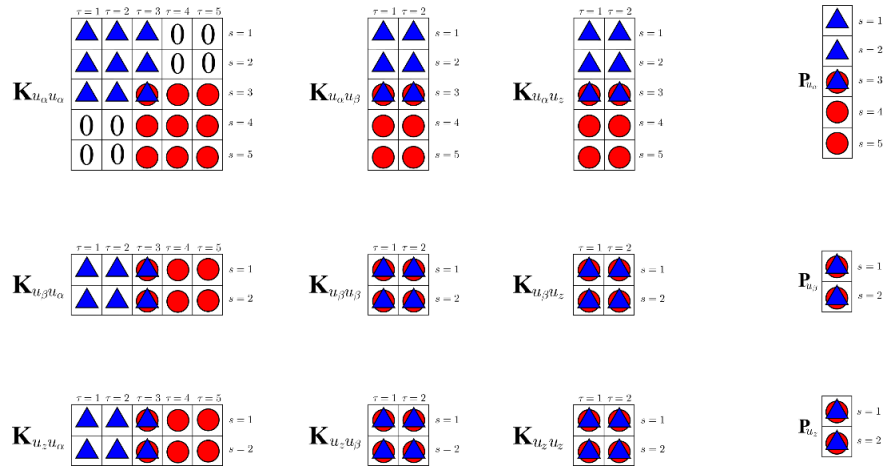 τ = 1 τ = 2 τ = 3 τ = 4 τ = 5
0 0 s = 1
0 0 s = 2
K_{u_α u_α} s = 3
0 0 s = 4
0 0 s = 5
τ = 1 τ = 2
s = 1
s = 2
K_{u_α u_β} s = 3
s = 4
s = 5
τ = 1 τ = 2
s = 1
s = 2
K_{u_α u_z} s = 3
s = 4
s = 5
s = 1
s = 2
P_{u_α} s = 3
s = 4
s = 5
τ = 1 τ = 2 τ = 3 τ = 4 τ = 5
s = 1
K_{u_β u_α} s = 2
τ = 1 τ = 2
s = 1
K_{u_β u_β} s = 2
τ = 1 τ = 2
s = 1
K_{u_β u_z} s = 2
s = 1
P_{u_β} s = 2
τ = 1 τ = 2 τ = 3 τ = 4 τ = 5
s = 1
K_{u_z u_α} s = 2
τ = 1 τ = 2
s = 1
K_{u_z u_β} s = 2
τ = 1 τ = 2
s = 1
K_{u_z u_z} s = 2
s = 1
P_{u_z} s = 2